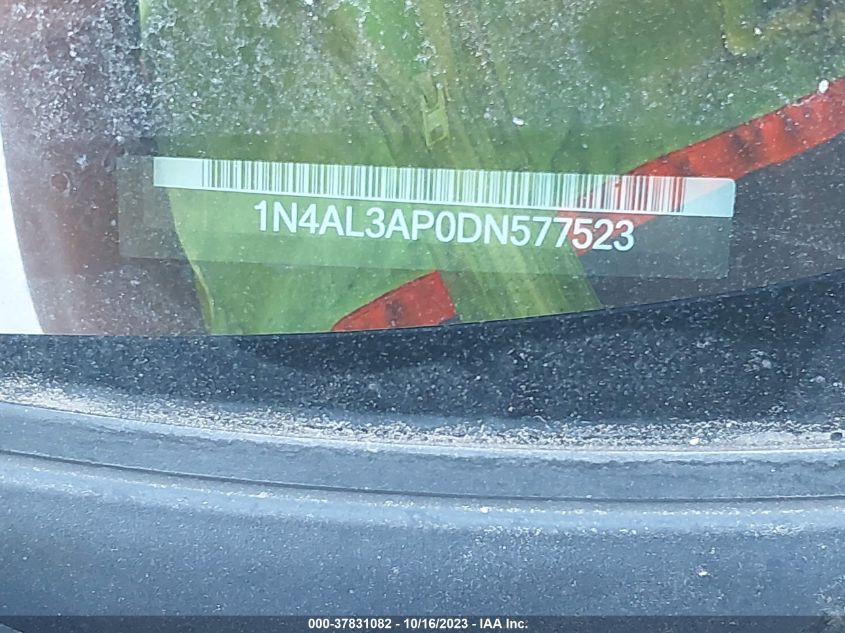 1N4AL3AP0DN577523
000-37831082 - 10/16/2023 - IAA Inc.